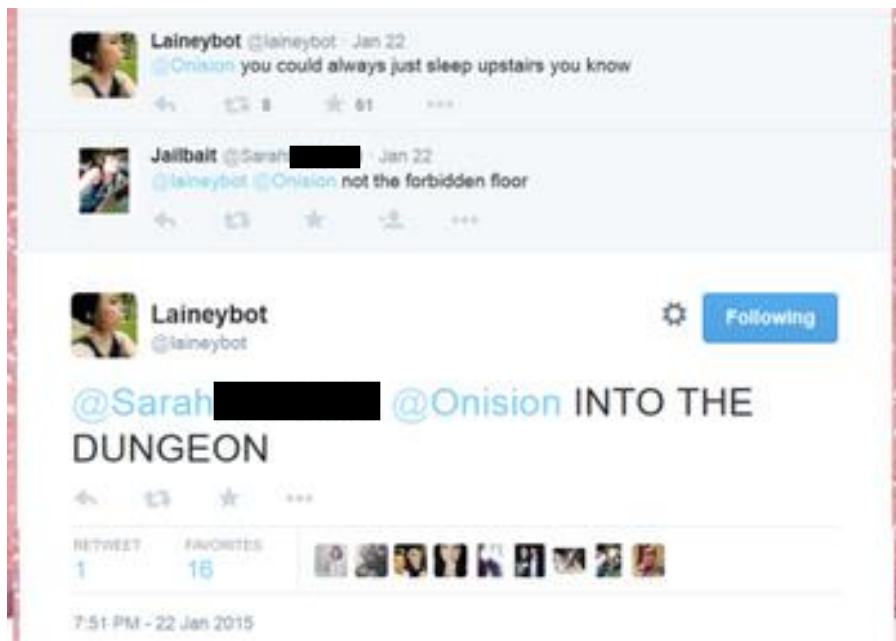 Laineybot @laineybot · Jan 22
@Onision you could always just sleep upstairs you know
8 61
Jailbait @Sarah · Jan 22
@laineybot @Onision not the forbidden floor
Laineybot
@laineybot
Following
@Sarah @Onision INTO THE
DUNGEON
RETWEET FAVORITES
1 16
7:51 PM - 22 Jan 2015